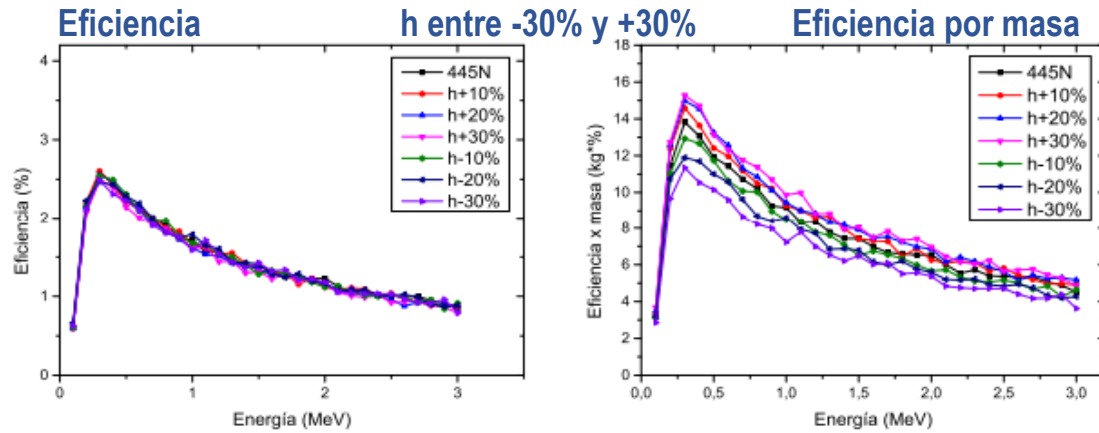 Eficiencia
h entre -30% y +30%
Eficiencia por masa
4
3
2
1
0
Eficiencia (%)
0
1
2
3
Energía (MeV)
445N
h+10%
h+20%
h+30%
h-10%
h-20%
h-30%
18
16
14
12
10
8
6
4
2
0
Eficiencia x masa (kg*%)
0,0
0,5
1,0
1,5
2,0
2,5
3,0
Energía (MeV)
445N
h+10%
h+20%
h+30%
h-10%
h-20%
h-30%